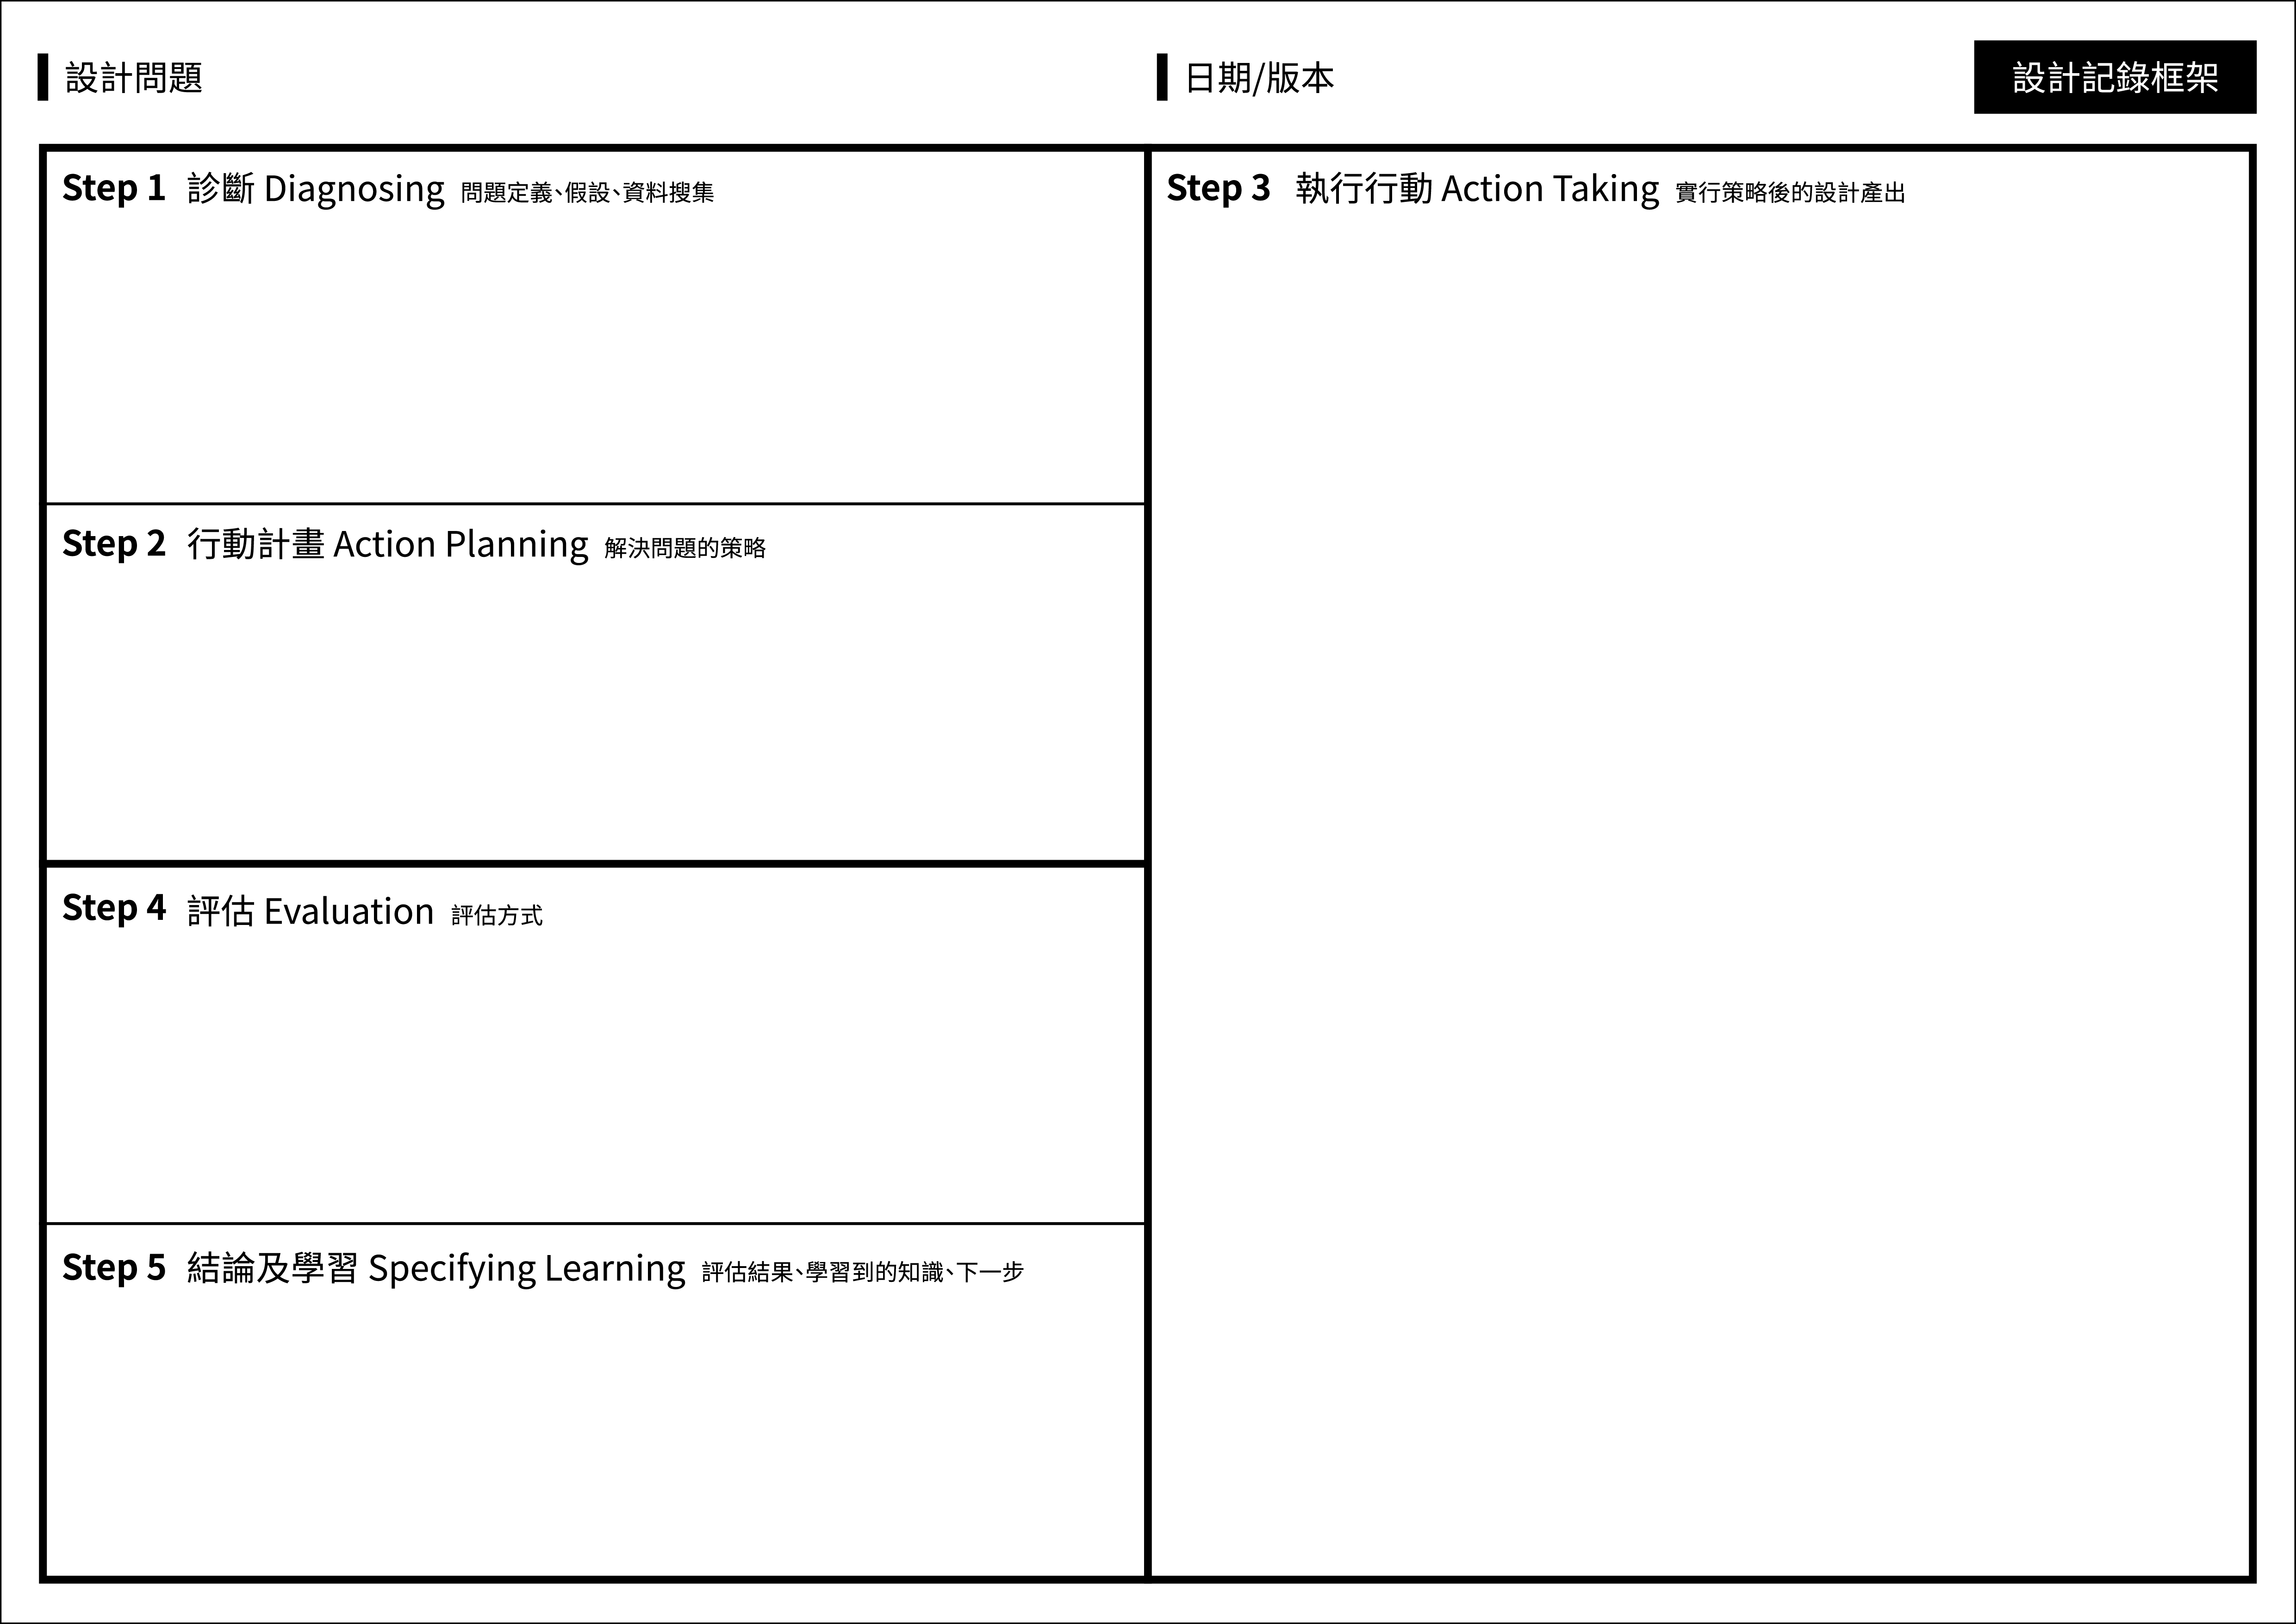 設計問題
日期/版本
設計記錄框架
Step 1 診斷 Diagnosing 問題定義、假設、資料搜集
Step 2 行動計畫 Action Planning 解決問題的策略
Step 3 執行行動 Action Taking 實行策略後的設計產出
Step 4 評估 Evaluation 評估方式
Step 5 結論及學習 Specifying Learning 評估結果、學習到的知識、下一步